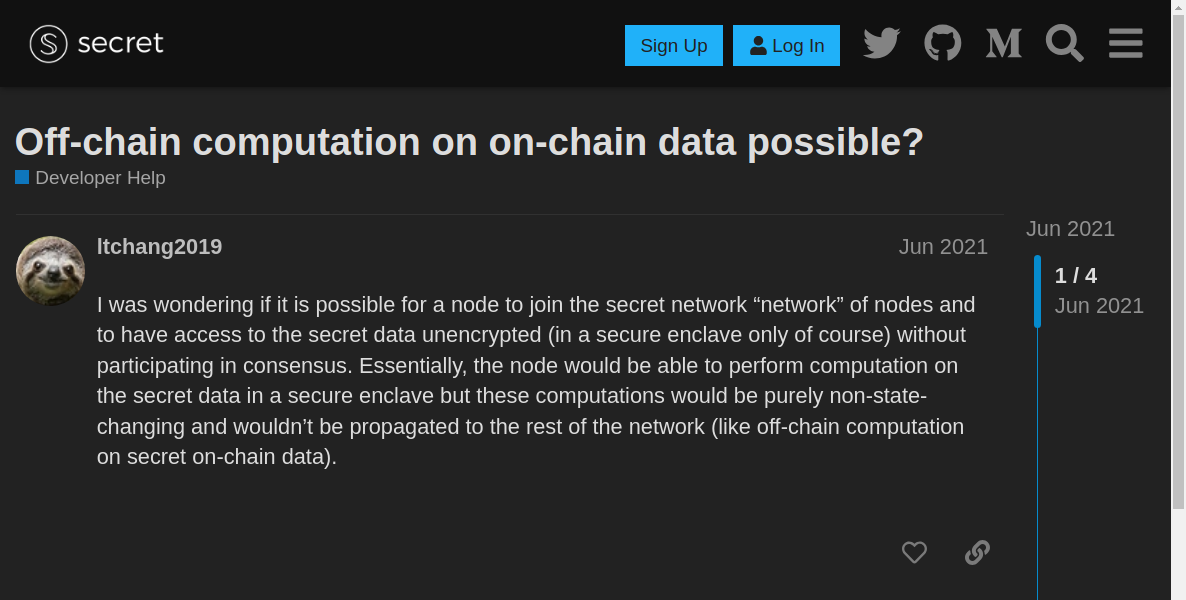 secret
Sign Up
Log In
Off-chain computation on on-chain data possible?
Developer Help
ltchang2019
Jun 2021
I was wondering if it is possible for a node to join the secret network “network” of nodes and
to have access to the secret data unencrypted (in a secure enclave only of course) without
participating in consensus. Essentially, the node would be able to perform computation on
the secret data in a secure enclave but these computations would be purely non-state-
changing and wouldn’t be propagated to the rest of the network (like off-chain computation
on secret on-chain data).
Jun 2021
1 / 4
Jun 2021